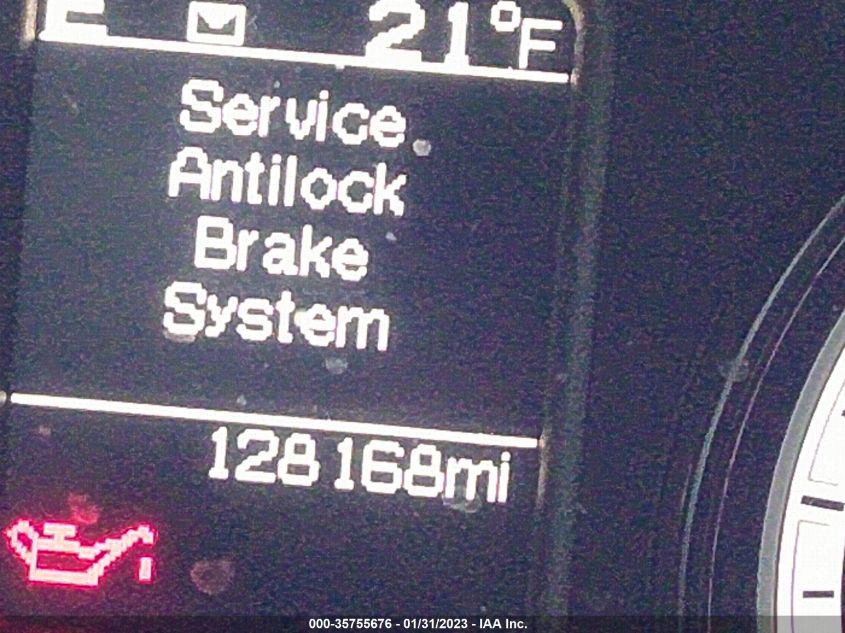 E 21°F
Service
Antilock
Brake
System
128168mi
000-35755676 - 01/31/2023 - IAA Inc.